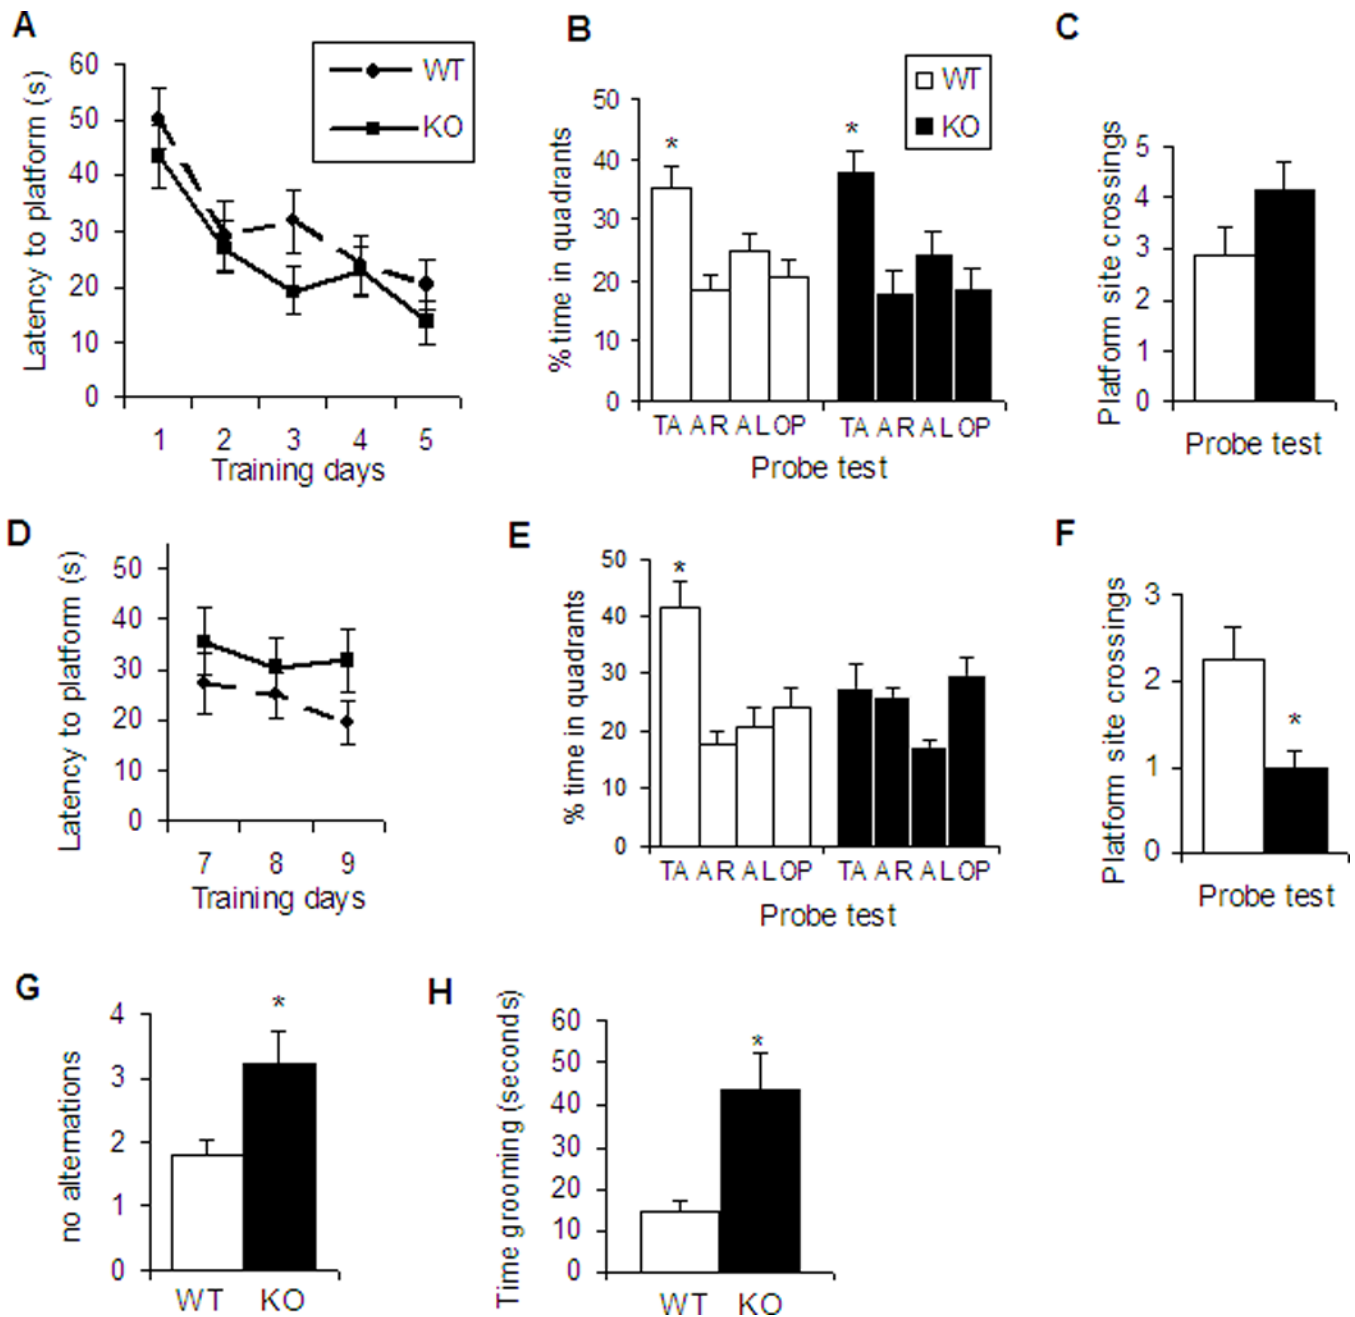 A
Latency to platform (s)
60
50
40
30
20
10
0
WT
KO
1 2 3 4 5
Training days
B
% time in quadrants
50
40
30
20
10
0
WT
KO
*
*
TA AR AL OP TA AR AL OP
Probe test
C
Platform site crossings
5
4
3
2
1
0
Probe test
D
Latency to platform (s)
50
40
30
20
10
0
7 8 9
Training days
E
% time in quadrants
50
40
30
20
10
0
*
TA AR AL OP TA AR AL OP
Probe test
F
Platform site crossings
3
2
1
0
*
Probe test
G
no alternations
4
3
2
1
0
*
WT KO
H
Time grooming (seconds)
60
50
40
30
20
10
0
*
WT KO